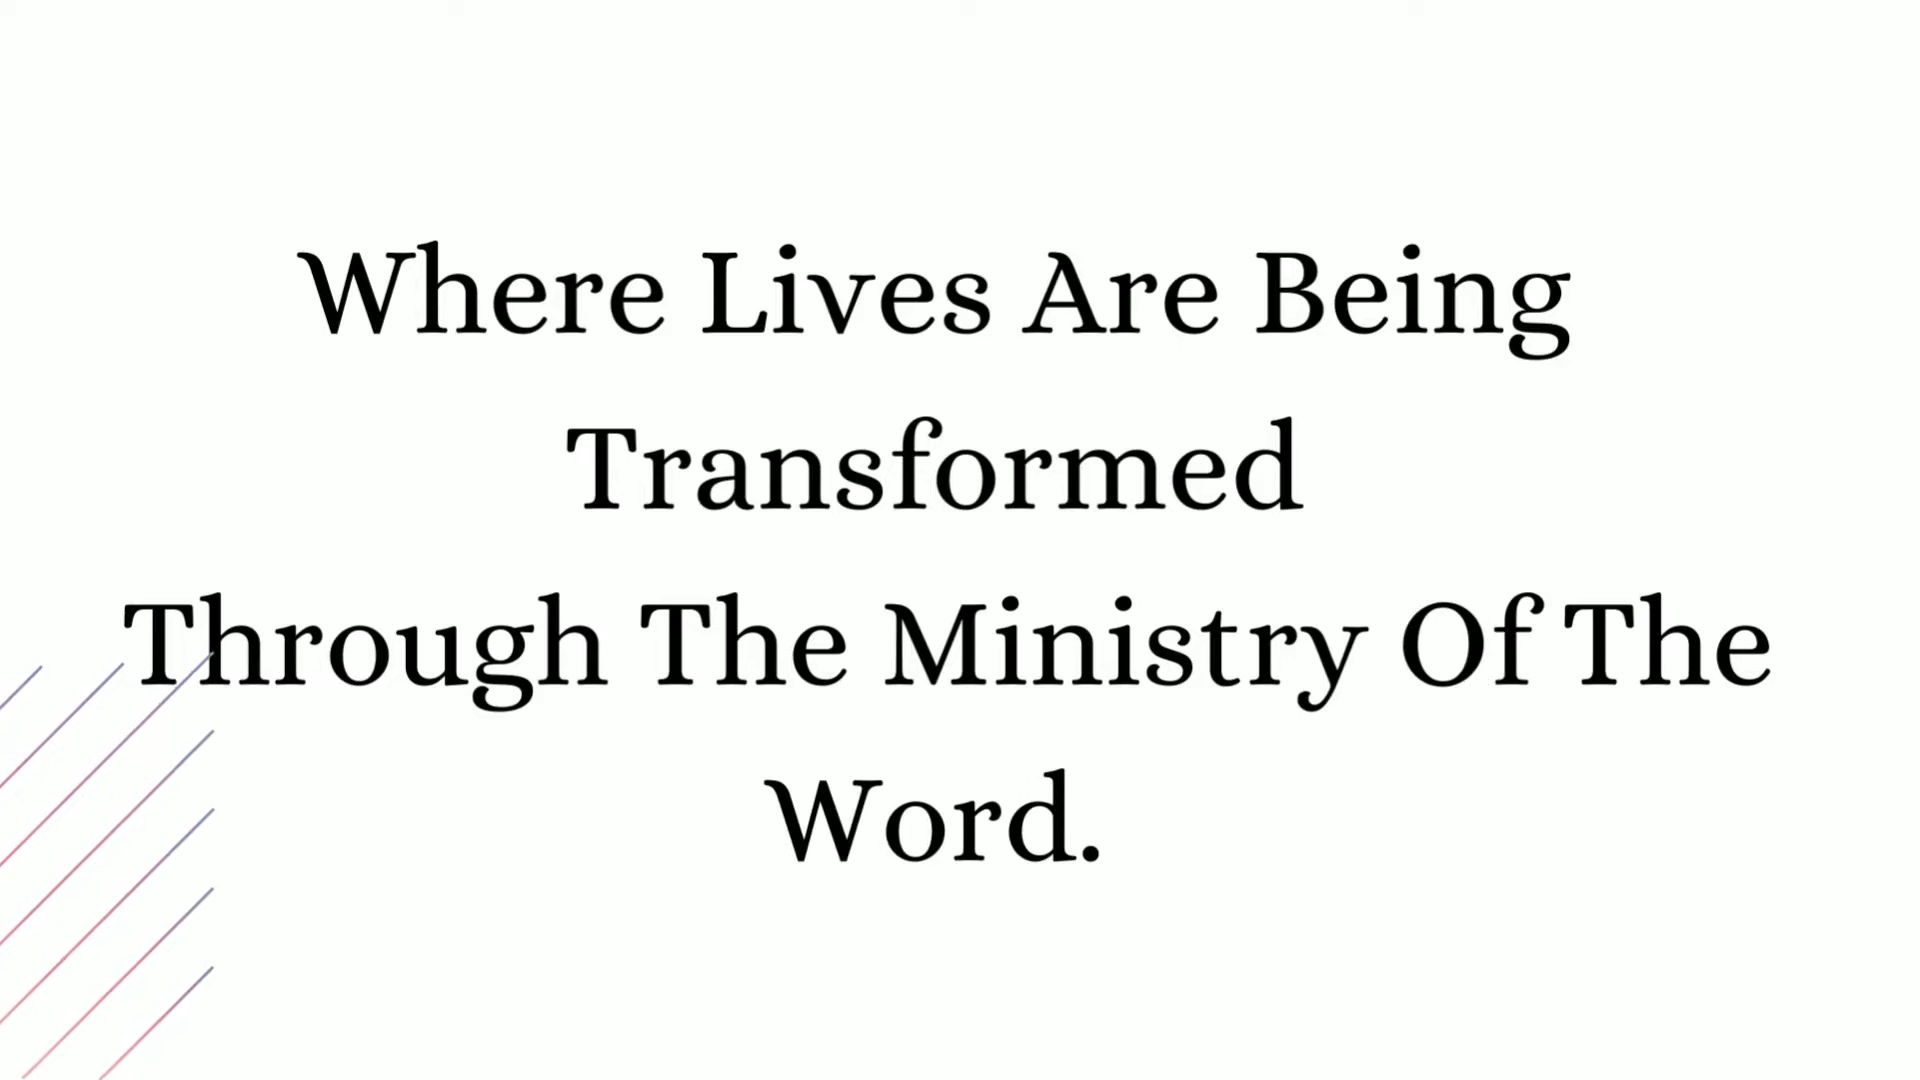 Where Lives Are Being
Transformed
Through The Ministry Of The
Word.